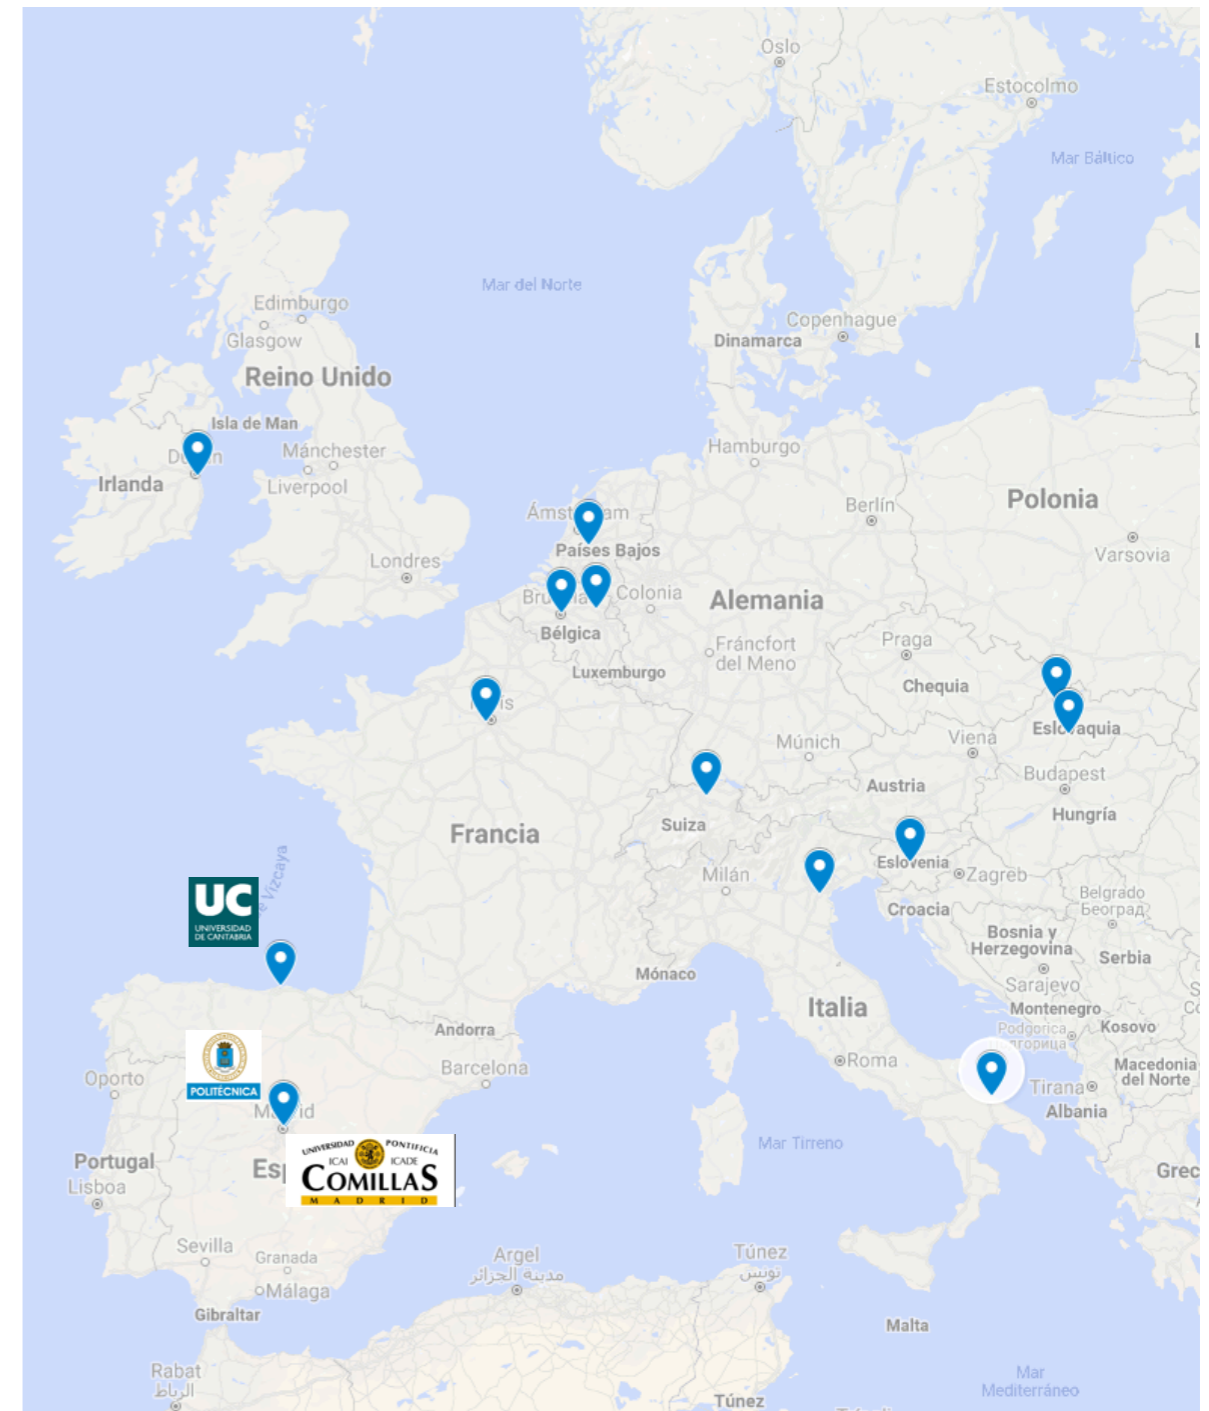 Oslo
Estocolmo
Mar Báltico
Mar del Norte
Edimburgo
Glasgow
Copenhague
Dinamarca
Reino Unido
Isla de Man
Mánchester
Liverpool
Irlanda
Hamburgo
Berlín
Polonia
Varsovia
Países Bajos
Londres
Colonia
Alemania
Bélgica
Fráncfort
del Meno
Luxemburgo
Praga
Chequia
Múnich
Viena
Austria
Budapest
Hungría
Suiza
Francia
Milán
Zagreb
Croacia
Belgrado
Београд
Bosnia y
Herzegovina
Serbia
Sarajevo
Montenegro
Podgorica
Kosovo
UC
UNIVERSIDAD
DE CANTABRIA
Mónaco
Italia
Andorra
Barcelona
Roma
Macedonia
del Norte
Tirana
Albania
Oporto
POLITÉCNICA
UNIVERSIDAD PONTIFICIA
ICAI ICADE
COMILLAS
MADRID
Portugal
Lisboa
Mar Tirreno
Sevilla
Granada
Málaga
Gibraltar
Argel
مدينة الجزائر
Túnez
تونس
Malta
Rabat
الرباط
Mar
Mediterráneo
Túnez